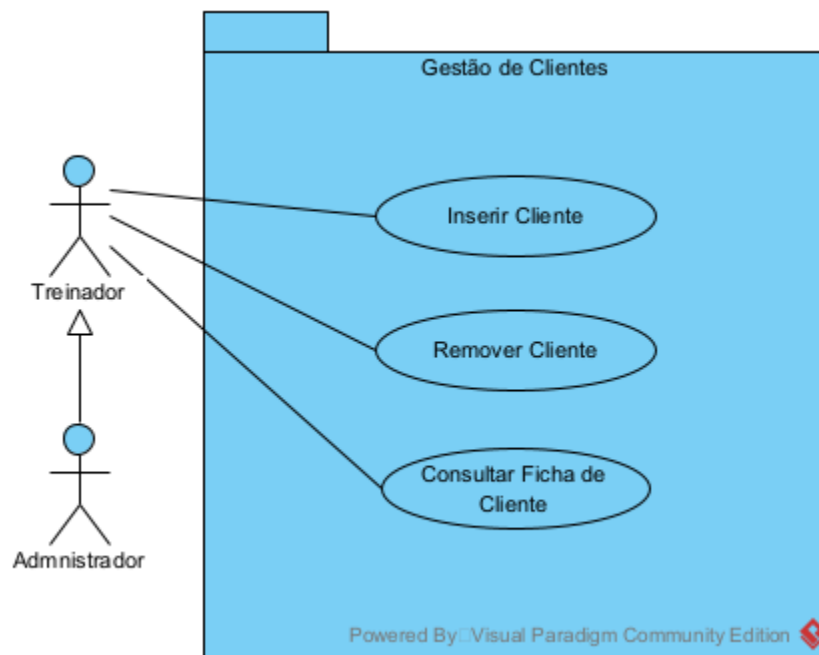 Gestão de Clientes
Inserir Cliente
Treinador
Remover Cliente
Consultar Ficha de
Cliente
Admnistrador
Powered By□Visual Paradigm Community Edition